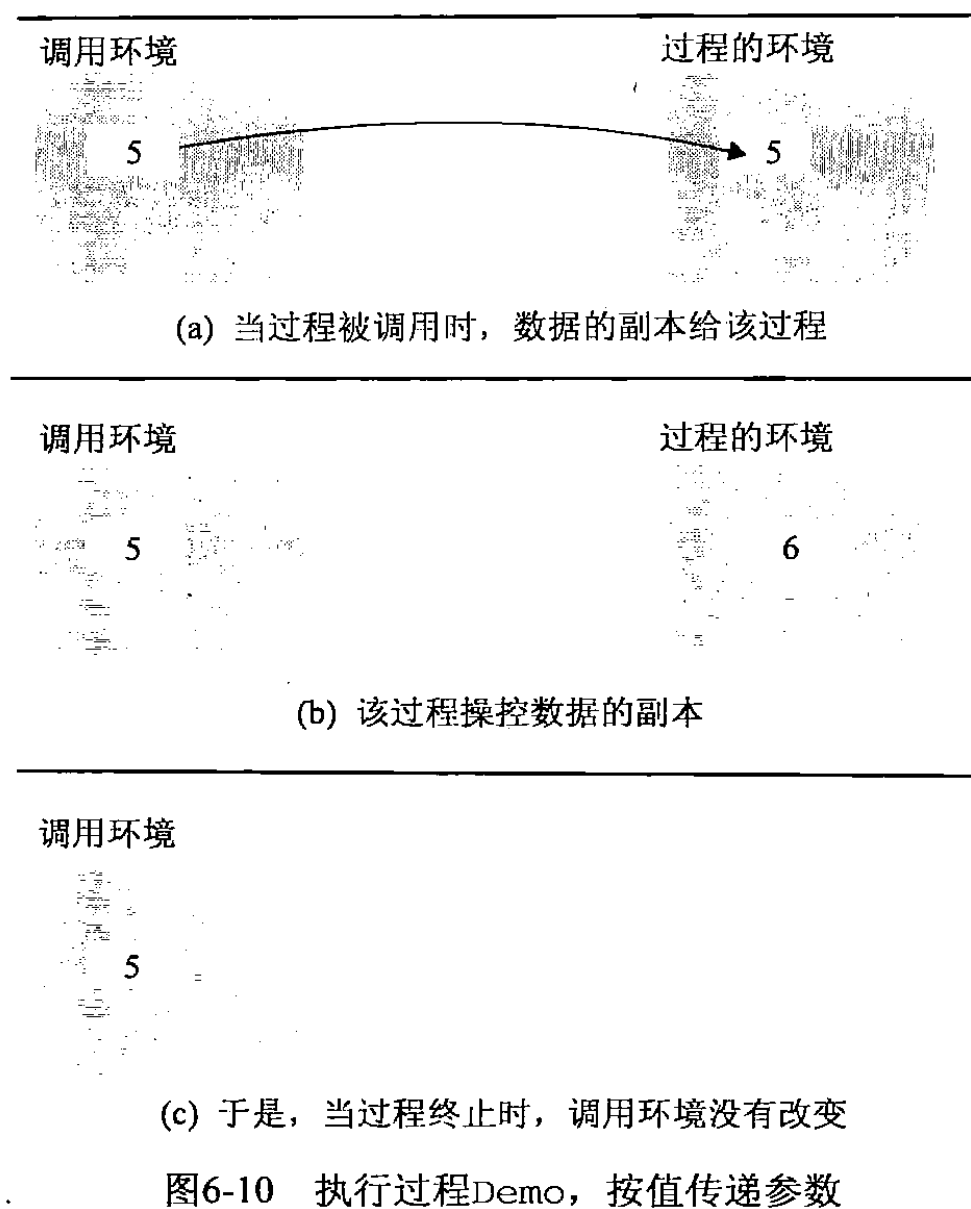 调用环境 过程的环境
5 5
(a) 当过程被调用时，数据的副本给该过程
调用环境 过程的环境
5 6
(b) 该过程操控数据的副本
调用环境
5
(c) 于是，当过程终止时，调用环境没有改变
图6-10 执行过程Demo，按值传递参数